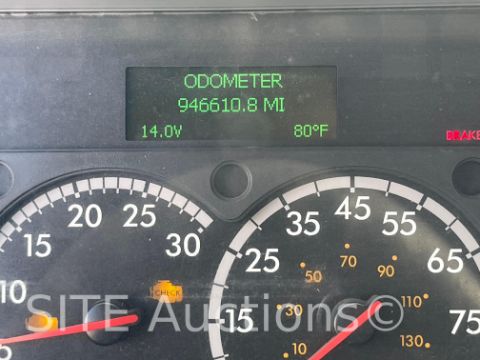 ODOMETER
946610.8 MI
14.0V 80°F
BRAKE
5 10 15 20 25 30
CHECK
15 25 35 45 55 65 75
10 30 50 70 90 110 130
SITE Auctions©